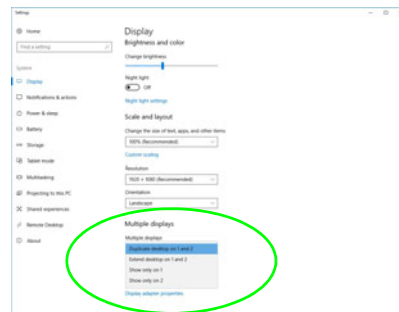 Settings
Home
Find a setting
System
Display
Notifications & actions
Power & sleep
Battery
Storage
Tablet mode
Multitasking
Projecting to this PC
Shared experiences
Remote Desktop
About
Display
Brightness and color
Change brightness
Night light
Off
Night light settings
Scale and layout
Change the size of text, apps, and other items
100% (Recommended)
Custom scaling
Resolution
1920 × 1080 (Recommended)
Orientation
Landscape
Multiple displays
Multiple displays
Duplicate desktop on 1 and 2
Extend desktop on 1 and 2
Show only on 1
Show only on 2
Display adapter properties